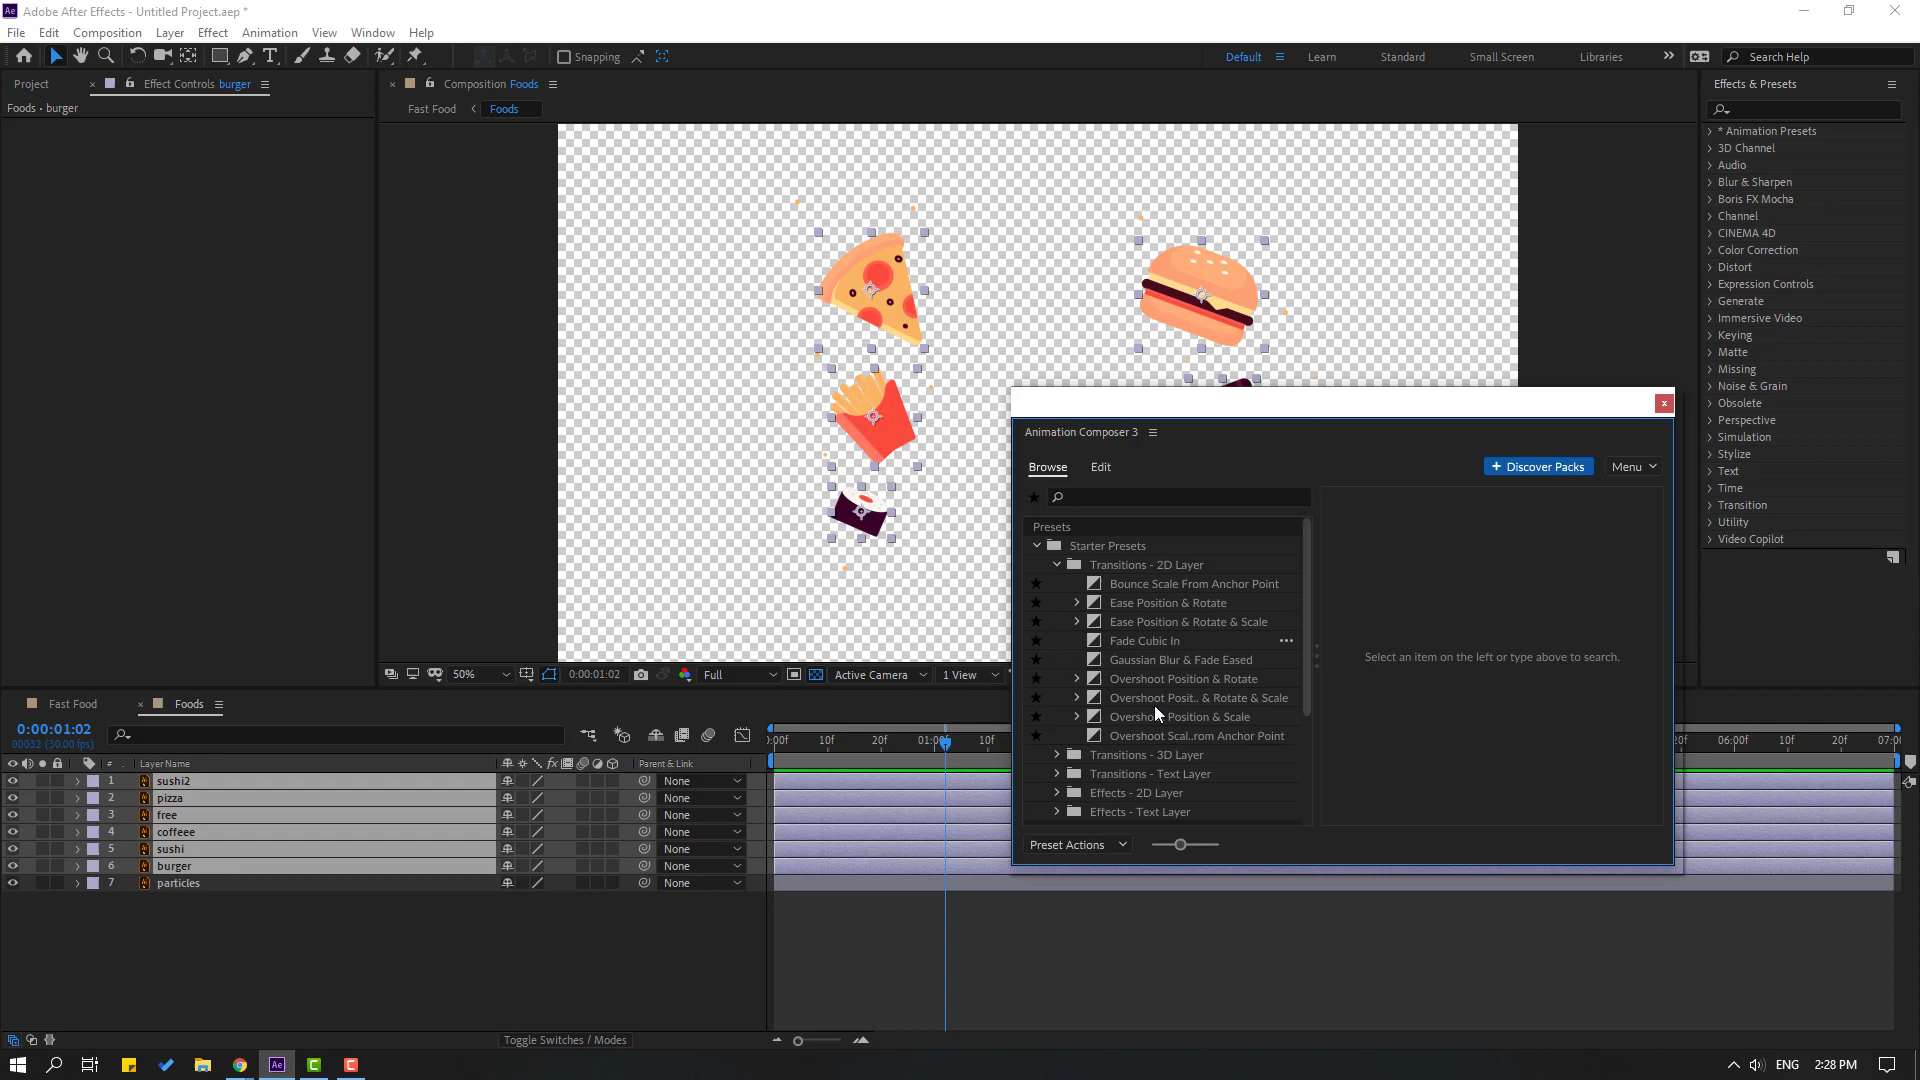 Ae Adobe After Effects - Untitled Project.aep *
File Edit Composition Layer Effect Animation View Window Help
Snapping Default Learn Standard Small Screen Libraries Search Help
Project Effect Controls burger Composition Foods Effects & Presets
Foods • burger
Fast Food Foods
* Animation Presets
3D Channel
Audio
Blur & Sharpen
Boris FX Mocha
Channel
CINEMA 4D
Color Correction
Distort
Expression Controls
Generate
Immersive Video
Keying
Matte
Missing
Noise & Grain
Obsolete
Perspective
Simulation
Stylize
Text
Time
Transition
Utility
Video Copilot
Animation Composer 3
Browse Edit + Discover Packs Menu
Presets
Starter Presets
Transitions - 2D Layer
Bounce Scale From Anchor Point
Ease Position & Rotate
Ease Position & Rotate & Scale
Fade Cubic In
Gaussian Blur & Fade Eased
Overshoot Position & Rotate
Overshoot Posit.. & Rotate & Scale
Overshoot Position & Scale
Overshoot Scal..rom Anchor Point
Transitions - 3D Layer
Transitions - Text Layer
Effects - 2D Layer
Effects - Text Layer
Select an item on the left or type above to search.
Preset Actions
50% 0:00:01:02 Full Active Camera 1 View
Fast Food Foods
0:00:01:02
00032 (30.00 fps)
# Layer Name Parent & Link
):00f 10f 20f 01:00f 10f 20f 06:00f 10f 20f 07:00
1 sushi2 None
2 pizza None
3 free None
4 coffeee None
5 sushi None
6 burger None
7 particles None
Toggle Switches / Modes
Ae C C ENG 2:28 PM